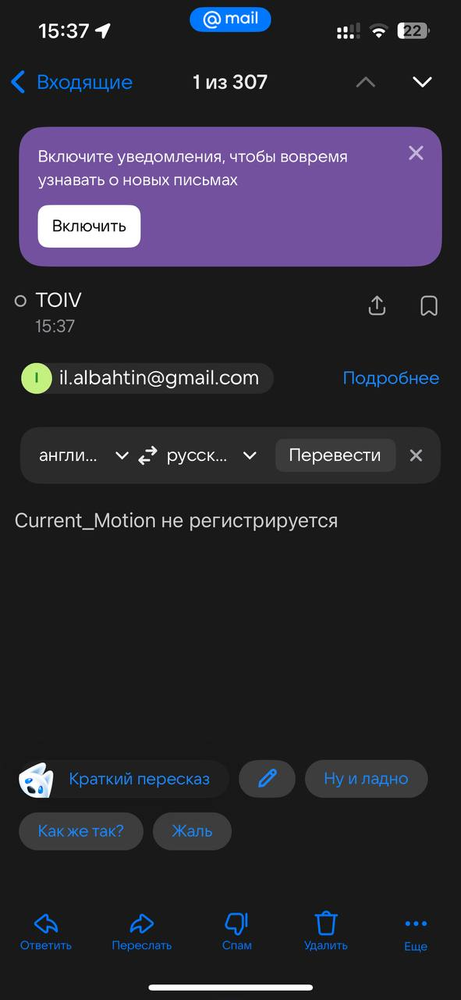 15:37
@mail
22
Входящие
1 из 307
Включите уведомления, чтобы вовремя
узнавать о новых письмах
Включить
TOIV
15:37
I
il.albahtin@gmail.com
Подробнее
англи...
русск...
Перевести
Current_Motion не регистрируется
Краткий пересказ
Ну и ладно
Как же так?
Жаль
Ответить
Переслать
Спам
Удалить
Еще